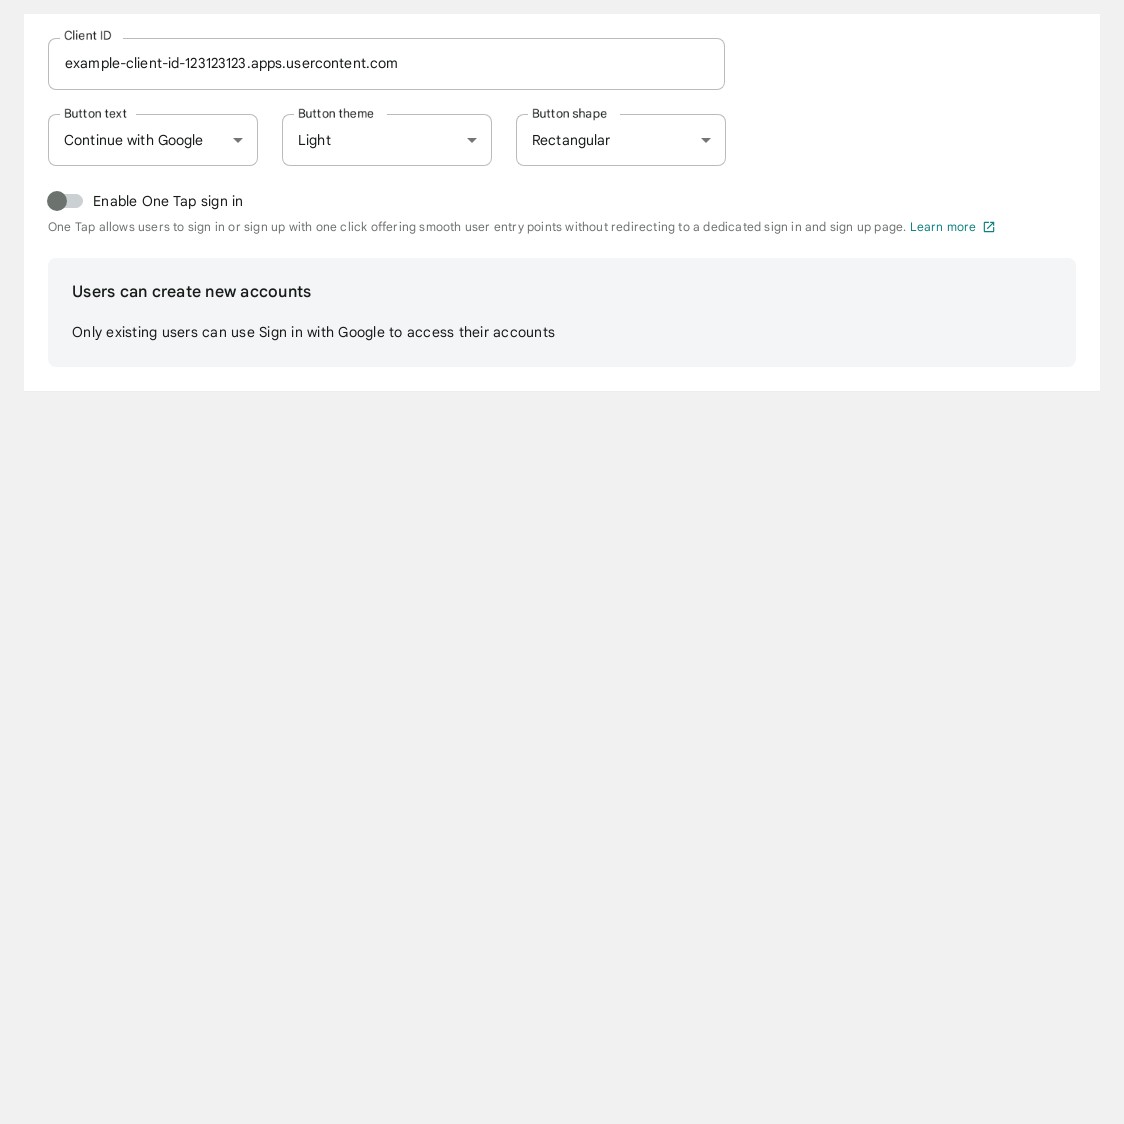 Client ID
example-client-id-123123123.apps.usercontent.com
Button text
Button theme
Button shape
Continue with Google
Light
Rectangular
Enable One Tap sign in
One Tap allows users to sign in or sign up with one click offering smooth user entry points without redirecting to a dedicated sign in and sign up page. Learn more
Users can create new accounts
Only existing users can use Sign in with Google to access their accounts